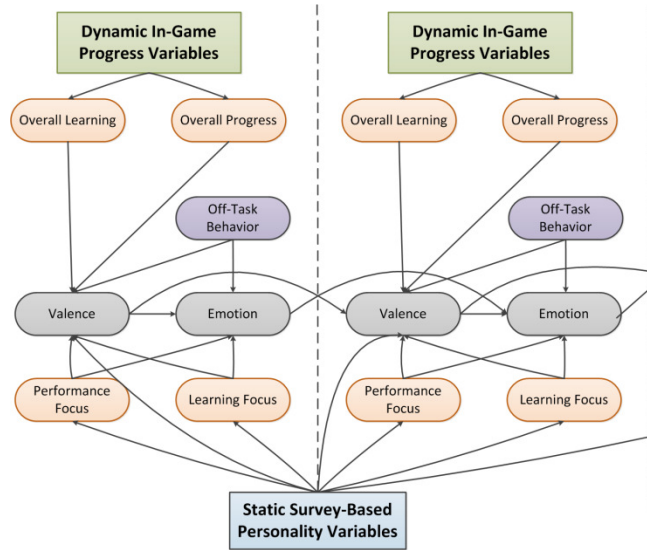 Dynamic In-Game
Progress Variables
Dynamic In-Game
Progress Variables
Overall Learning
Overall Progress
Overall Learning
Overall Progress
Off-Task
Behavior
Off-Task
Behavior
Valence
Emotion
Valence
Emotion
Performance
Focus
Learning Focus
Performance
Focus
Learning Focus
Static Survey-Based
Personality Variables